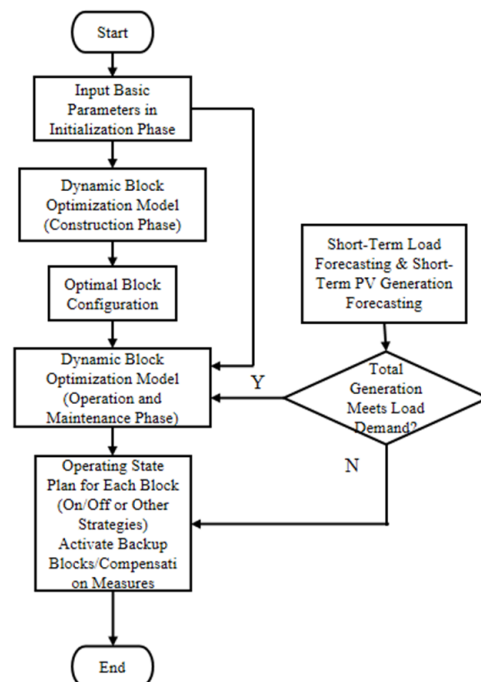 Start
Input Basic
Parameters in
Initialization Phase
Dynamic Block
Optimization Model
(Construction Phase)
Optimal Block
Configuration
Dynamic Block
Optimization Model
(Operation and
Maintenance Phase)
Operating State
Plan for Each Block
(On/Off or Other
Strategies)
Activate Backup
Blocks/Compensati
on Measures
End
Short-Term Load
Forecasting & Short-
Term PV Generation
Forecasting
Total
Generation
Meets Load
Demand?
Y
N